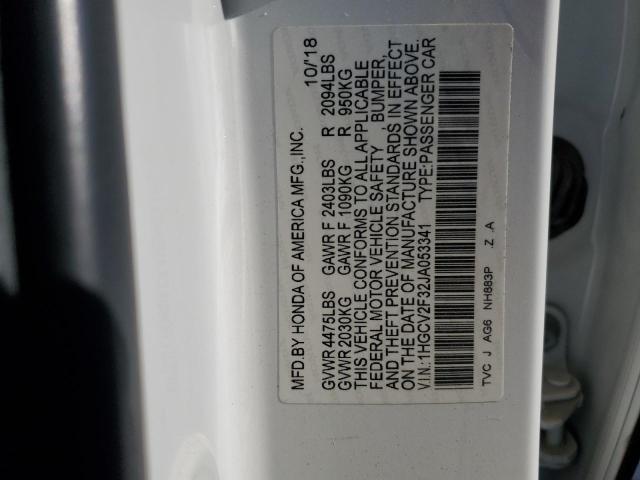 MFD.BY HONDA OF AMERICA MFG.,INC. 10/'18
GVWR 4475LBS GAWR F 2403LBS R 2094LBS
GVWR 2030KG GAWR F 1090KG R 950KG
THIS VEHICLE CONFORMS TO ALL APPLICABLE
FEDERAL MOTOR VEHICLE SAFETY BUMPER,
AND THEFT PREVENTION STANDARDS IN EFFECT
ON THE DATE OF MANUFACTURE SHOWN ABOVE.
V.I.N.:1HGCV2F32JA053341 TYPE:PASSENGER CAR
TVC J AG6 NH883P .Z .A